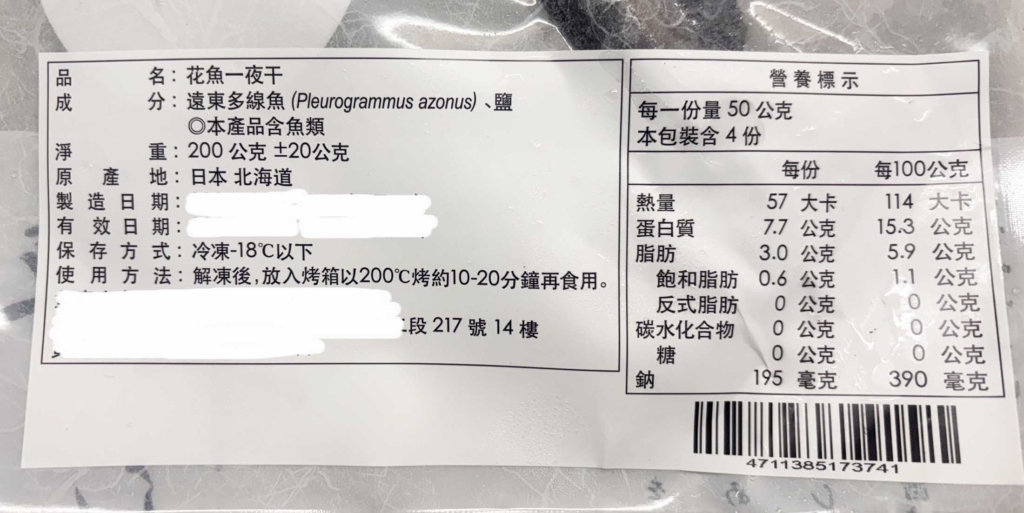 品名：花魚一夜干
成分：遠東多線魚 (Pleurogrammus azonus)、鹽
◎本產品含魚類
淨重：200 公克 ±20公克
原產地：日本 北海道
製造日期：
有效日期：
保存方式：冷凍-18℃以下
使用方法：解凍後，放入烤箱以200℃烤約10-20分鐘再食用。
段 217 號 14 樓
營養標示
每一份量 50 公克
本包裝含 4 份
每份 每100公克
熱量 57 大卡 114 大卡
蛋白質 7.7 公克 15.3 公克
脂肪 3.0 公克 5.9 公克
飽和脂肪 0.6 公克 1.1 公克
反式脂肪 0 公克 0 公克
碳水化合物 0 公克 0 公克
糖 0 公克 0 公克
鈉 195 毫克 390 毫克
4711385173741